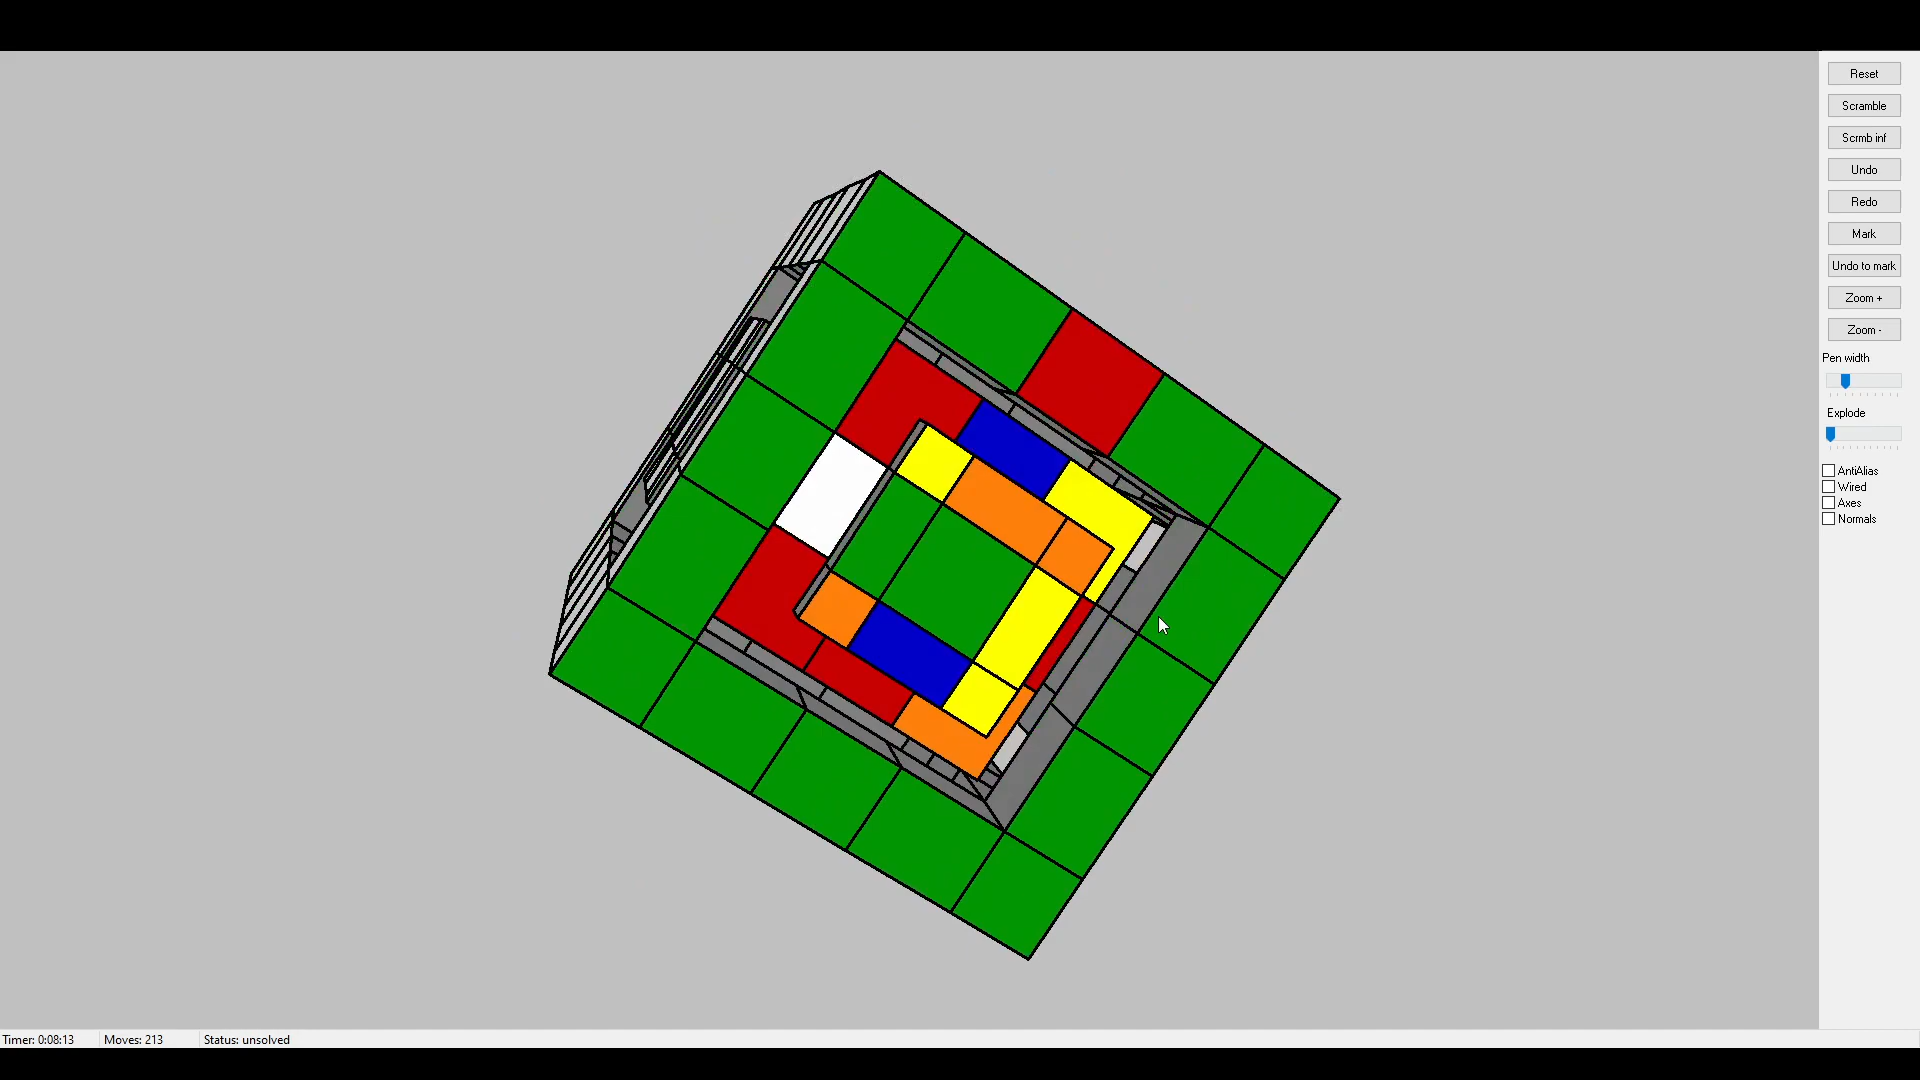 Reset
Scramble
Scrmb inf
Undo
Redo
Mark
Undo to mark
Zoom +
Zoom -
Pen width
Explode
AntiAlias
Wired
Axes
Normals
Timer: 0:08:13 Moves: 213 Status: unsolved